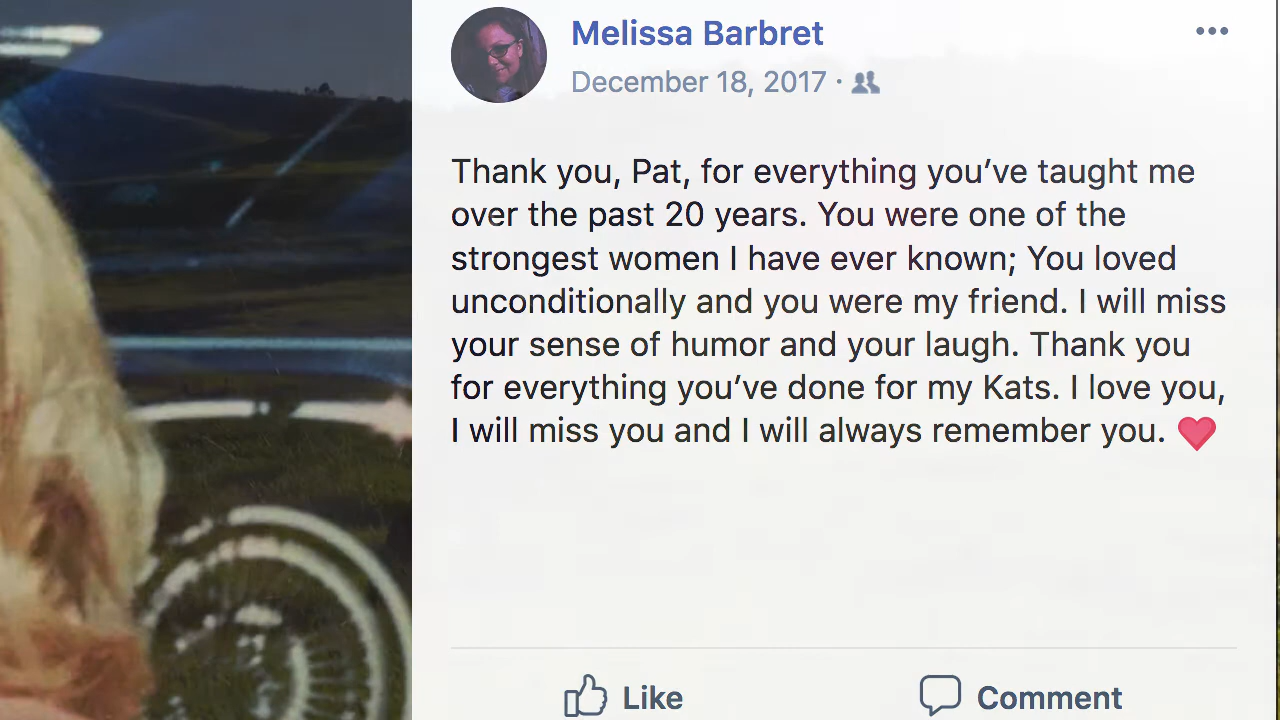 Melissa Barbret
December 18, 2017 ·
Thank you, Pat, for everything you’ve taught me
over the past 20 years. You were one of the
strongest women I have ever known; You loved
unconditionally and you were my friend. I will miss
your sense of humor and your laugh. Thank you
for everything you’ve done for my Kats. I love you,
I will miss you and I will always remember you. ❤️
Like
Comment